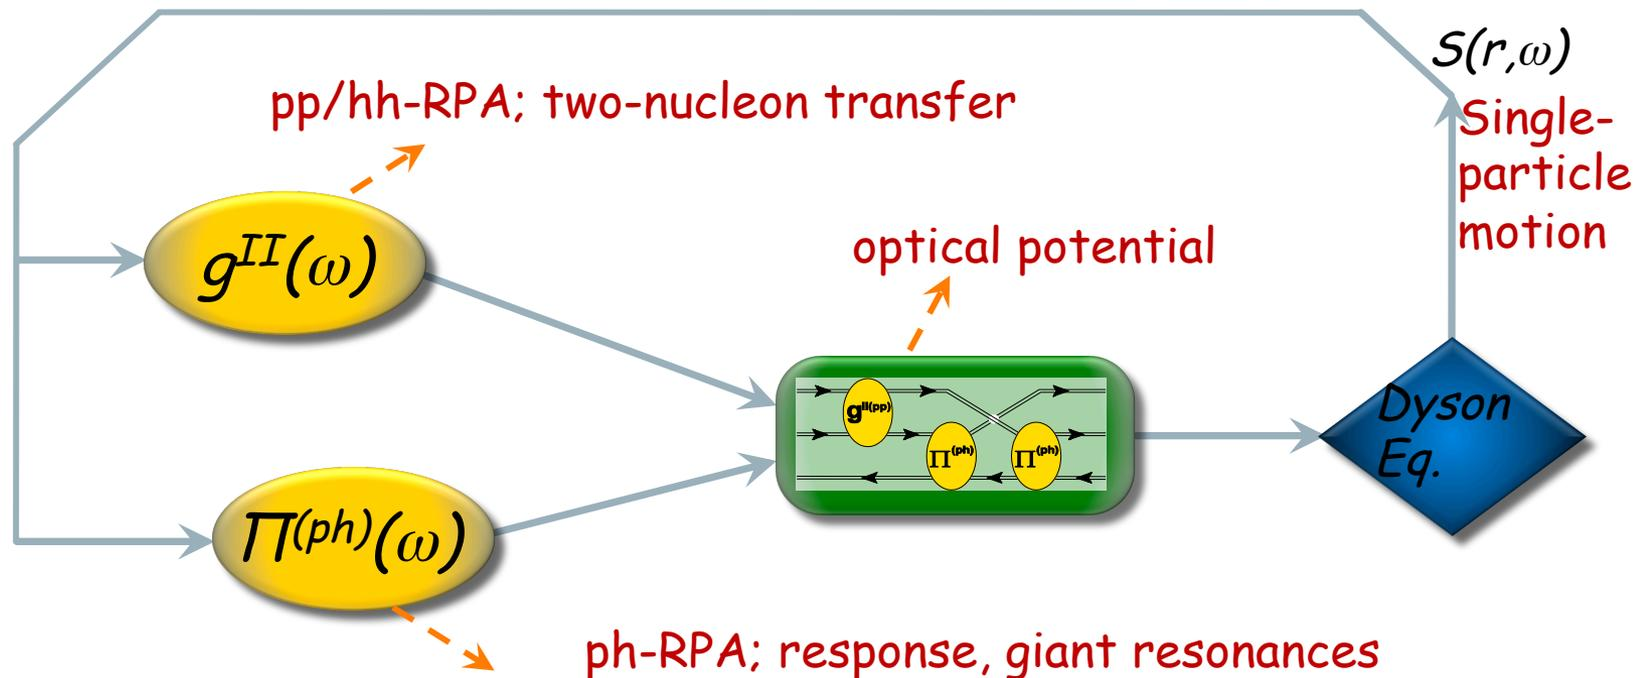 S(r,ω)
pp/hh-RPA; two-nucleon transfer
Single-
particle
motion
g^{II}(ω)
optical potential
g^{II(pp)}
Π^{(ph)} Π^{(ph)}
Dyson
Eq.
Π^{(ph)}(ω)
ph-RPA; response, giant resonances